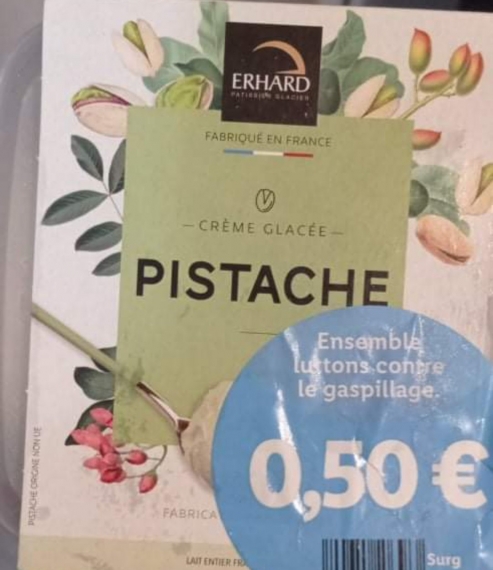 ERHARD
PATISSIER GLACIER
FABRIQUÉ EN FRANCE
— CRÈME GLACÉE —
PISTACHE
Ensemble
luttons contre
le gaspillage.
0,50 €
Surg
FABRICA
LAIT ENTIER
PISTACHE ORIGINE NON UE